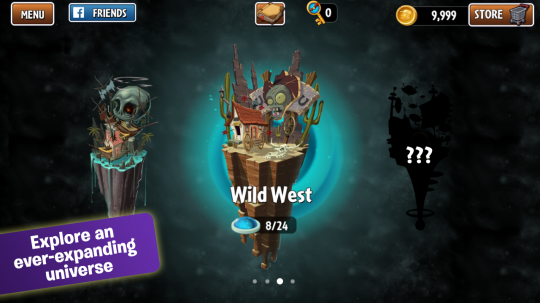 MENU
f FRIENDS
0
9,999
STORE
???
Wild West
8/24
Explore an
ever-expanding
universe